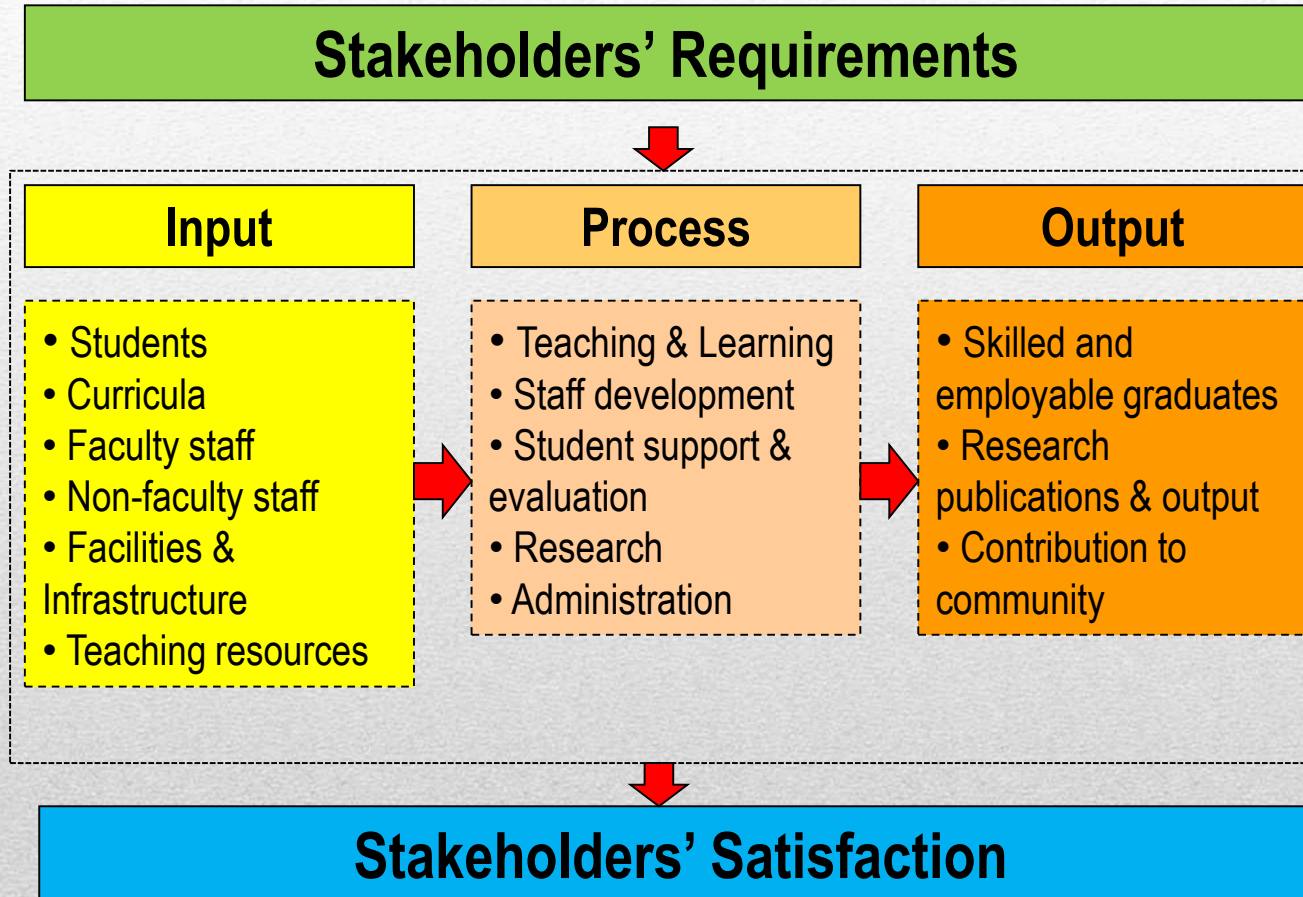 Stakeholders’ Requirements
Input
• Students
• Curricula
• Faculty staff
• Non-faculty staff
• Facilities &
Infrastructure
• Teaching resources
Process
• Teaching & Learning
• Staff development
• Student support &
evaluation
• Research
• Administration
Output
• Skilled and
employable graduates
• Research
publications & output
• Contribution to
community
Stakeholders’ Satisfaction